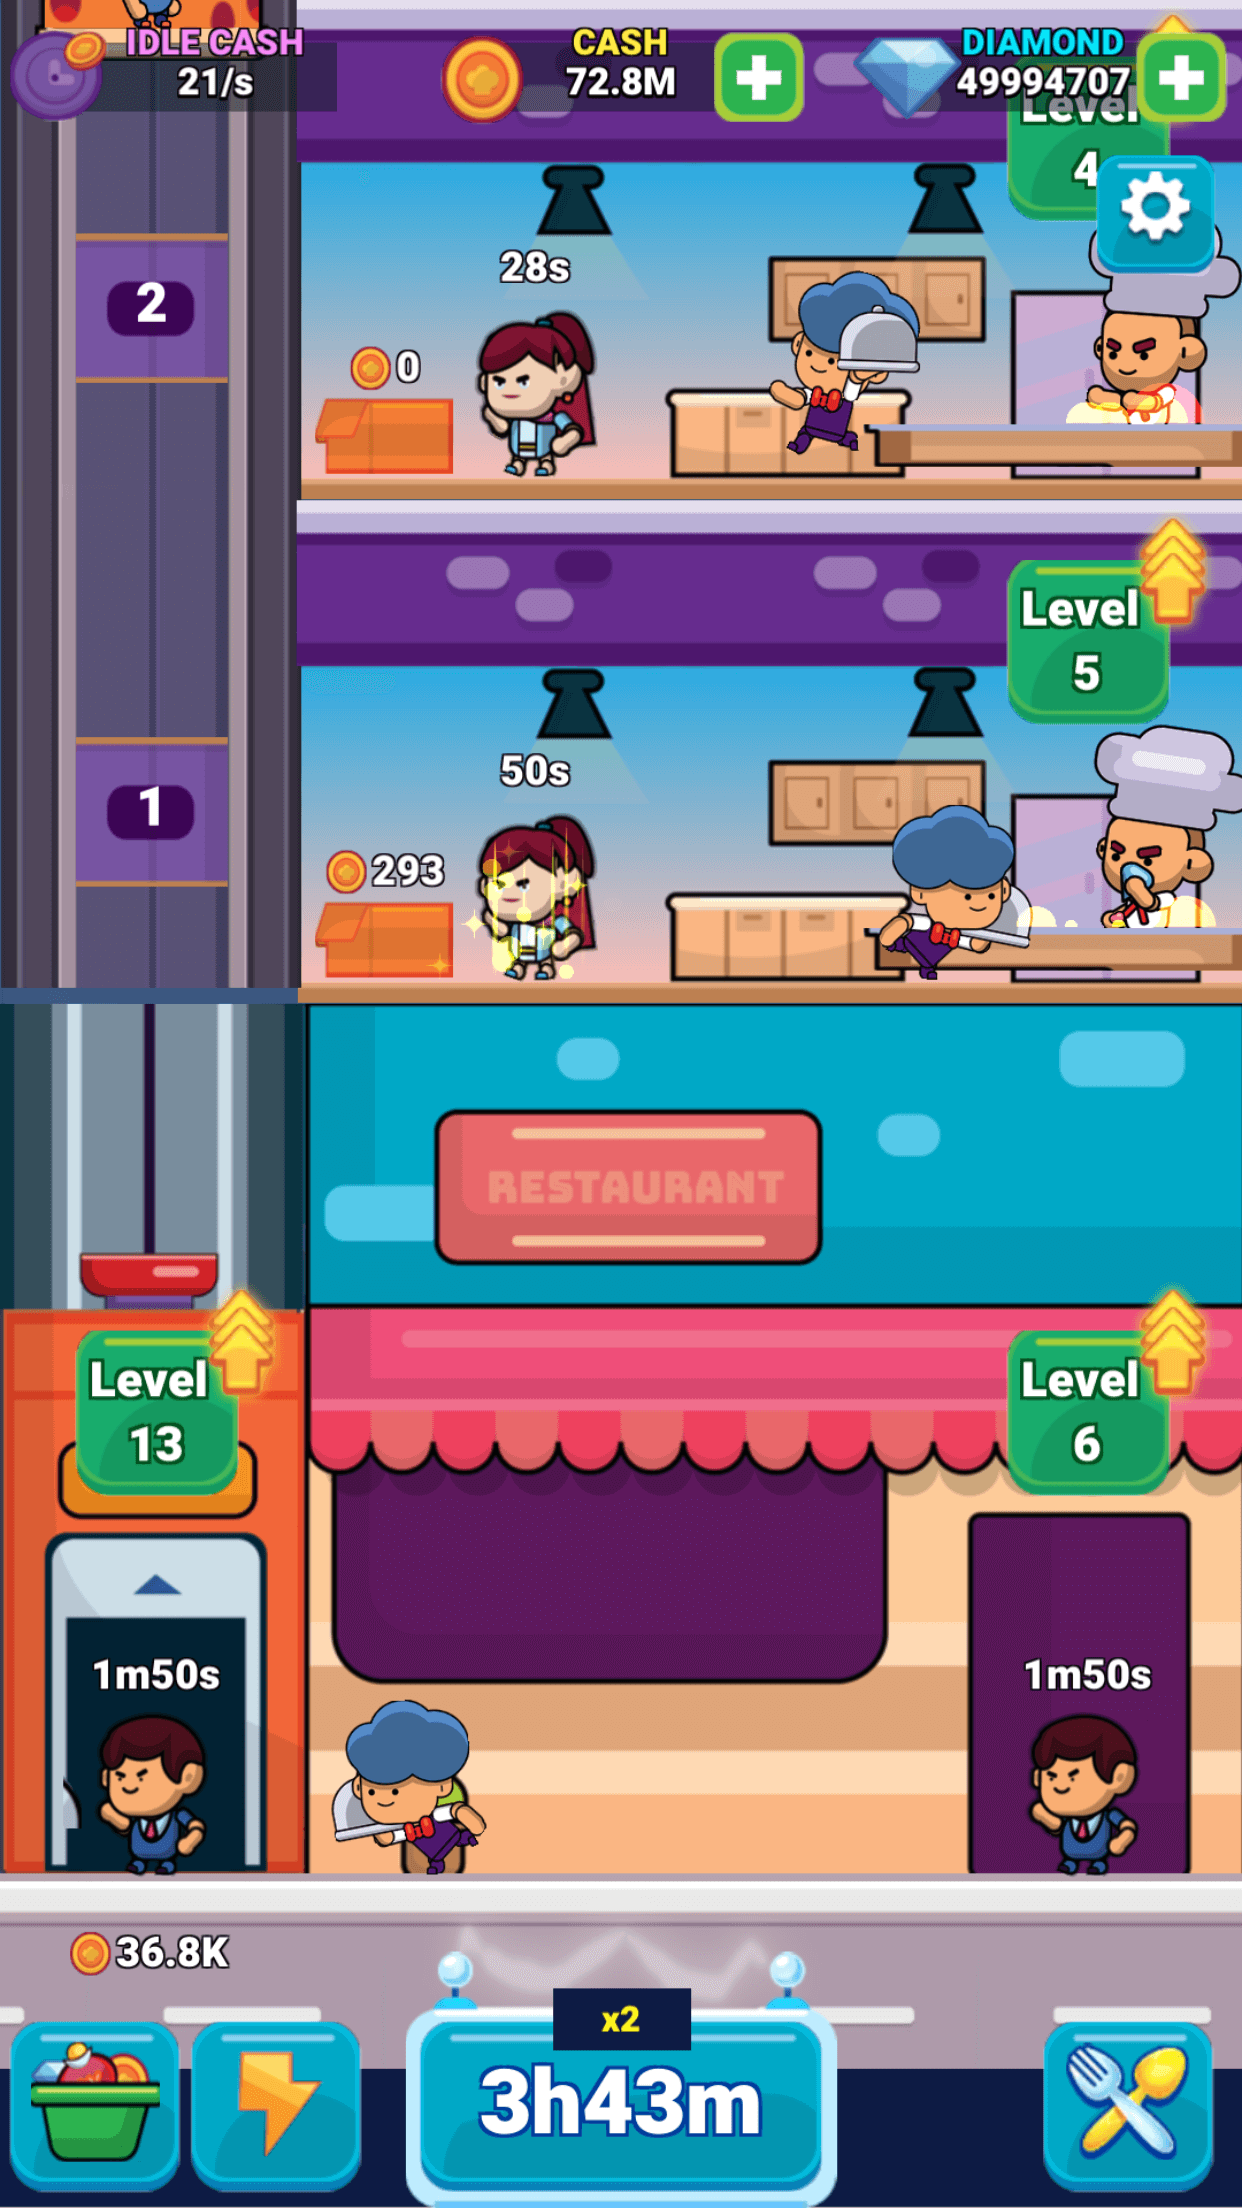 IDLE CASH
21/s
CASH
72.8M
DIAMOND
49994707
Level
4
2
28s
0
Level
5
1
50s
293
RESTAURANT
Level
13
Level
6
1m50s
1m50s
36.8K
x2
3h43m